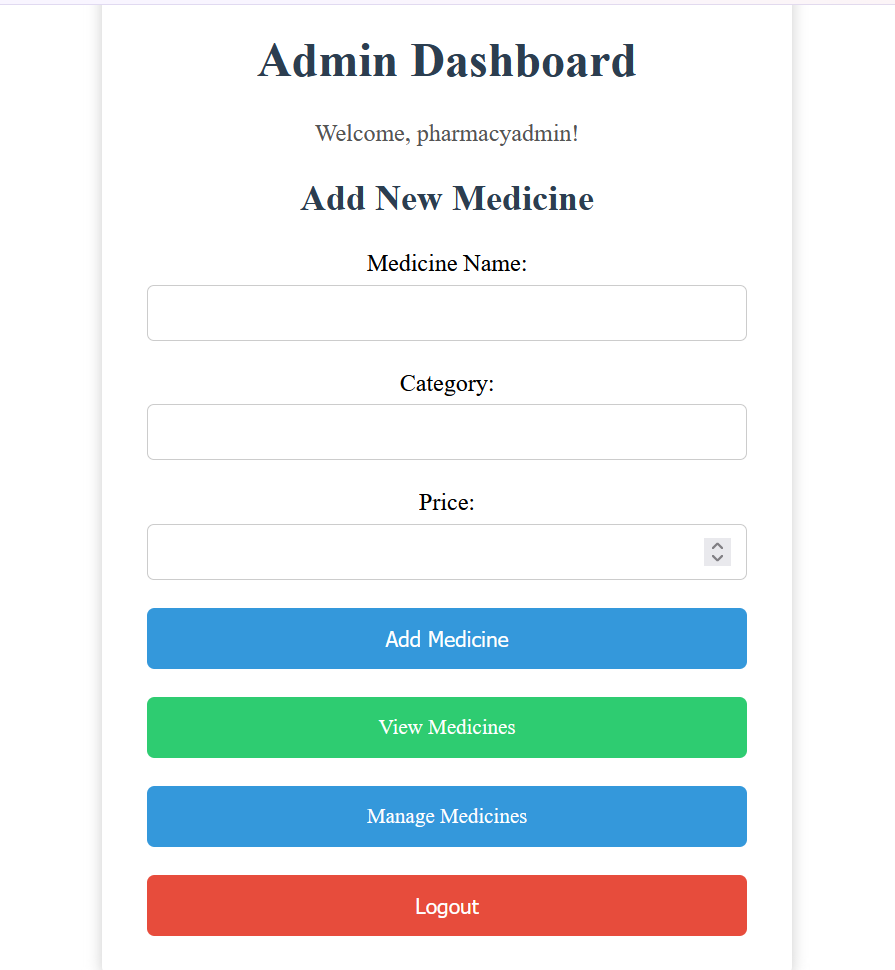 Admin Dashboard
Welcome, pharmacyadmin!
Add New Medicine
Medicine Name:
Category:
Price:
Add Medicine
View Medicines
Manage Medicines
Logout